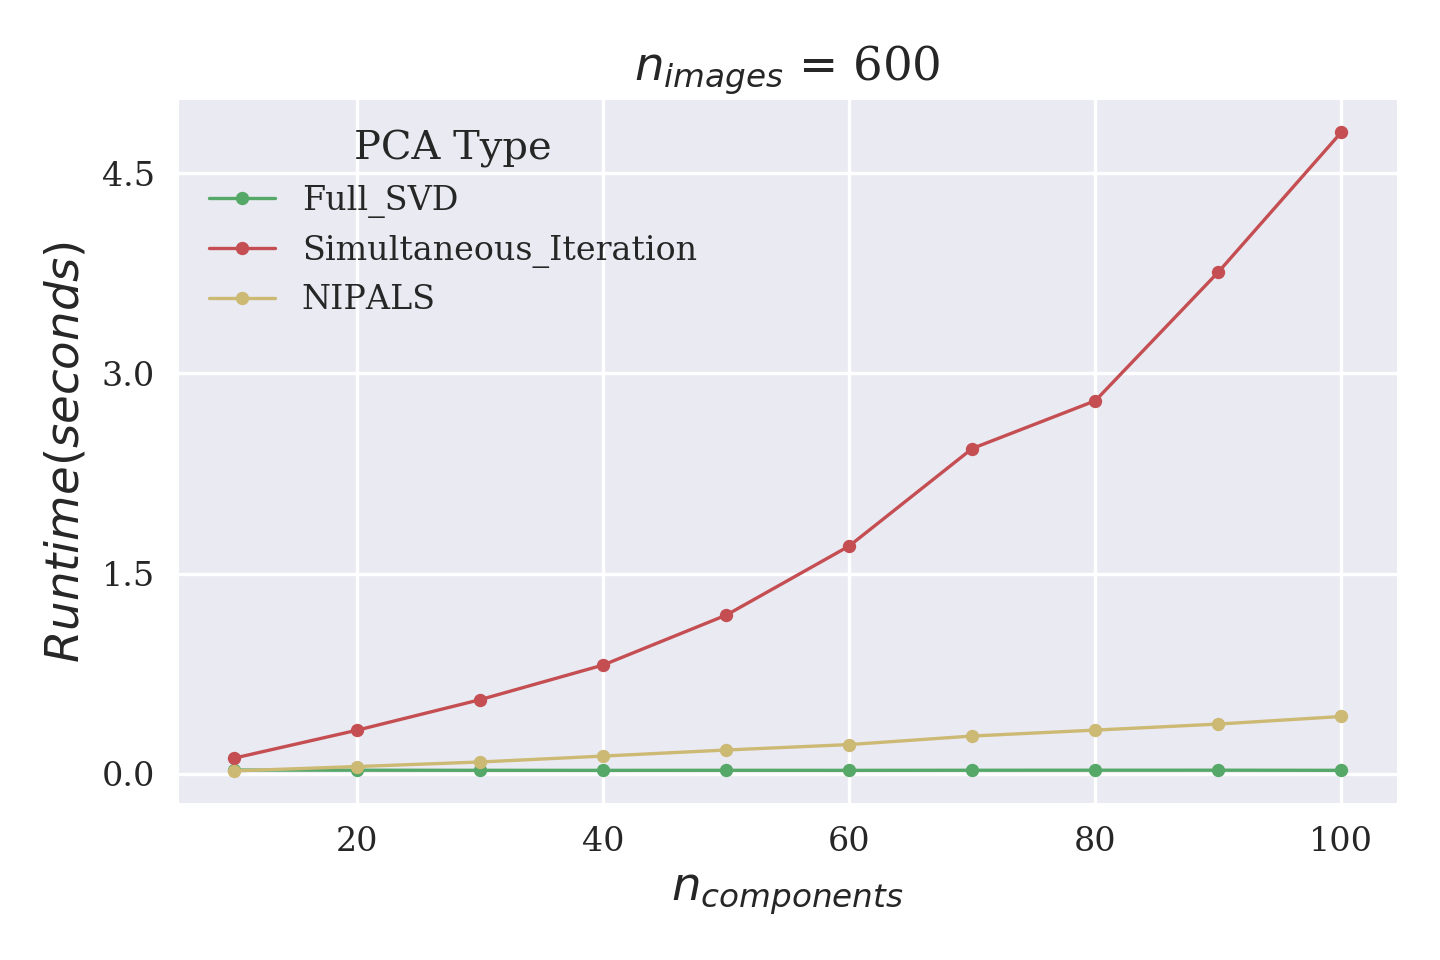 n_images = 600
PCA Type
Full_SVD
Simultaneous_Iteration
NIPALS
Runtime(seconds)
4.5
3.0
1.5
0.0
20 40 60 80 100
n_components